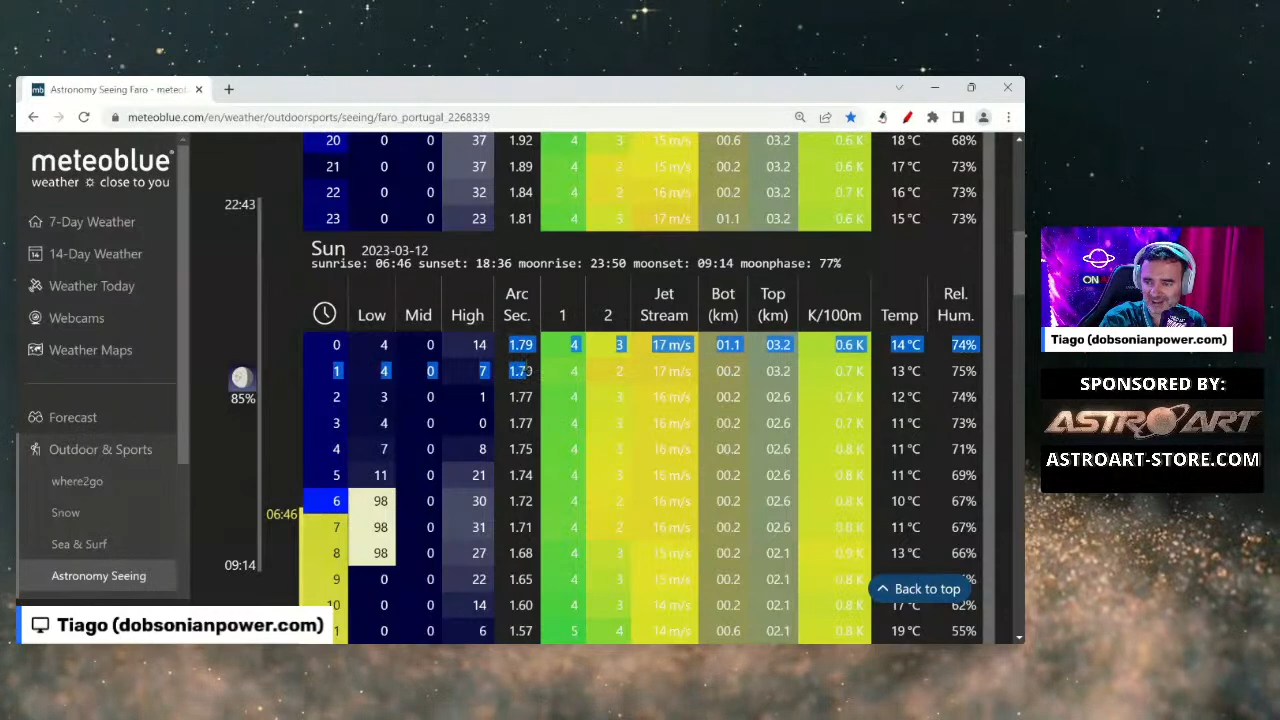 Astronomy Seeing Faro - meteot
meteoblue.com/en/weather/outdoorsports/seeing/faro_portugal_2268339
meteoblue®
weather close to you
7-Day Weather
14-Day Weather
Weather Today
Webcams
Weather Maps
Forecast
Outdoor & Sports
where2go
Snow
Sea & Surf
Astronomy Seeing
22:43
85%
06:46
09:14
20 0 0 37 1.92 4 3 15 m/s 00.6 03.2 0.6 K 18 °C 68%
21 0 0 37 1.89 4 2 15 m/s 00.2 03.2 0.6 K 17 °C 73%
22 0 0 32 1.84 4 2 16 m/s 00.2 03.2 0.7 K 16 °C 73%
23 0 0 23 1.81 4 3 17 m/s 01.1 03.2 0.6 K 15 °C 73%
Sun 2023-03-12
sunrise: 06:46 sunset: 18:36 moonrise: 23:50 moonset: 09:14 moonphase: 77%
Low Mid High Arc Sec. 1 2 Jet Stream Bot (km) Top (km) K/100m Temp Rel. Hum.
0 4 0 14 1.79 4 3 17 m/s 01.1 03.2 0.6 K 14 °C 74%
1 4 0 7 1.79 4 2 17 m/s 00.2 03.2 0.7 K 13 °C 75%
2 3 0 1 1.77 4 3 16 m/s 00.2 02.6 0.7 K 12 °C 74%
3 4 0 0 1.77 4 3 16 m/s 00.2 02.6 0.7 K 11 °C 73%
4 7 0 8 1.75 4 3 16 m/s 00.2 02.6 0.8 K 11 °C 71%
5 11 0 21 1.74 4 3 16 m/s 00.2 02.6 0.8 K 11 °C 69%
6 98 0 30 1.72 4 2 16 m/s 00.2 02.6 0.8 K 10 °C 67%
7 98 0 31 1.71 4 2 16 m/s 00.2 02.6 0.8 K 11 °C 67%
8 98 0 27 1.68 4 3 16 m/s 00.2 02.1 0.9 K 13 °C 66%
9 0 0 22 1.65 4 3 15 m/s 00.2 02.1 0.8 K
Back to top
10 0 0 14 1.60 4 3 14 m/s 00.2 02.1 0.8 K 17 °C 62%
1 0 0 6 1.57 5 4 14 m/s 00.6 02.1 0.8 K 19 °C 55%
Tiago (dobsonianpower.com)
ON
Tiago (dobsonianpower.com)
SPONSORED BY:
ASTROART
ASTROART-STORE.COM